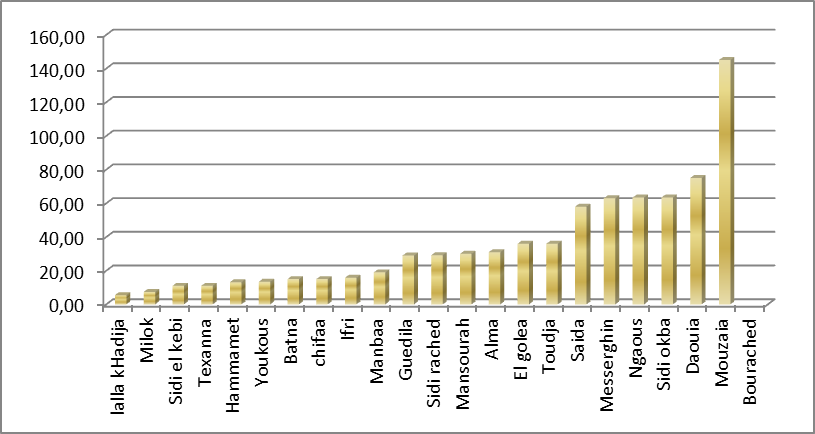 160,00
140,00
120,00
100,00
80,00
60,00
40,00
20,00
0,00
lalla kHadija
Milok
Sidi el kebi
Texanna
Hammamet
Youkous
Batna
chifaa
Ifri
Manbaa
Guedila
Sidi rached
Mansourah
Alma
El golea
Toudja
Saida
Messerghin
Ngaous
Sidi okba
Daouia
Mouzaia
Bourached